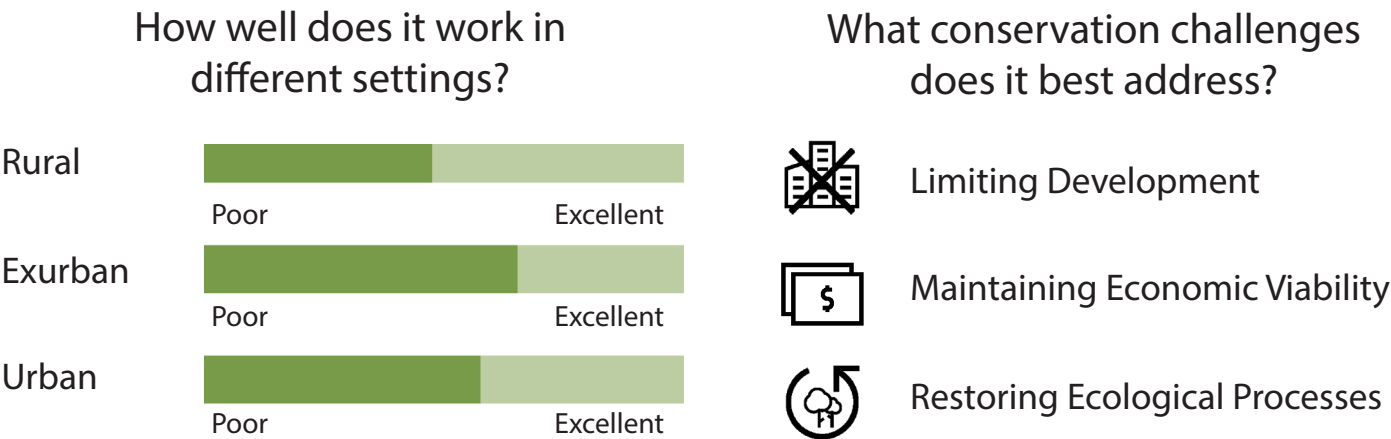 How well does it work in
different settings?
Rural
Poor Excellent
Exurban
Poor Excellent
Urban
Poor Excellent
What conservation challenges
does it best address?
Limiting Development
$
Maintaining Economic Viability
Restoring Ecological Processes